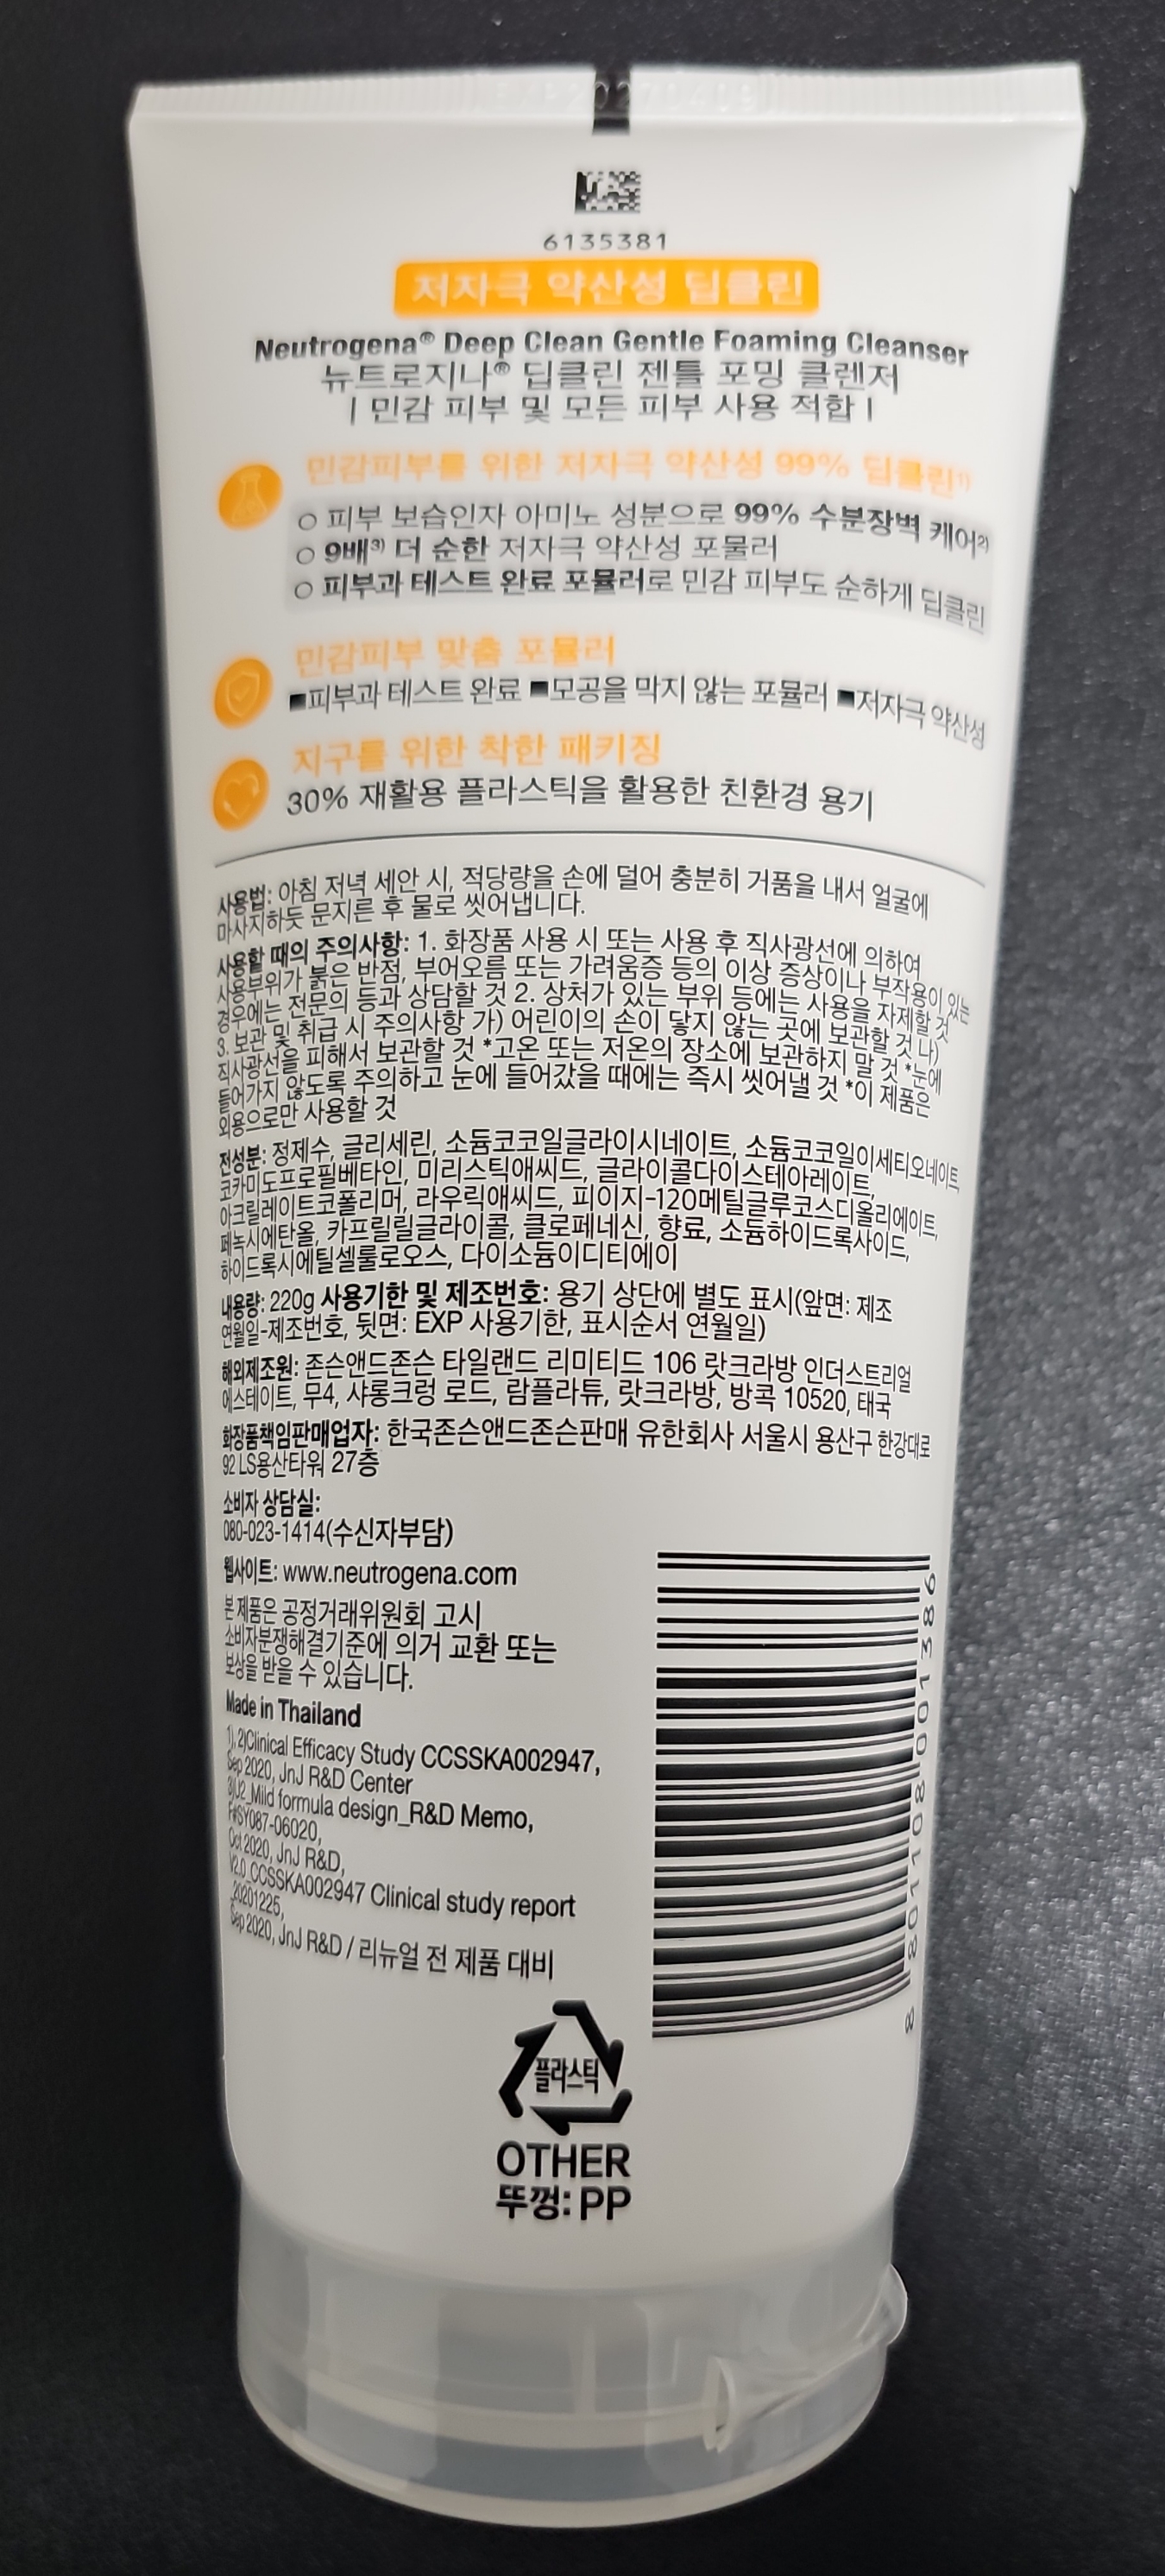 6135381
저자극 약산성 딥클린
Neutrogena® Deep Clean Gentle Foaming Cleanser
뉴트로지나® 딥클린 젠틀 포밍 클렌저
| 민감 피부 및 모든 피부 사용 적합 |
민감피부를 위한 저자극 약산성 99% 딥클린1)
○ 피부 보습인자 아미노 성분으로 99% 수분장벽 케어2)
○ 9배3) 더 순한 저자극 약산성 포뮬러
○ 피부과 테스트 완료 포뮬러로 민감 피부도 순하게 딥클린
민감피부 맞춤 포뮬러
■피부과 테스트 완료 ■모공을 막지 않는 포뮬러 ■저자극 약산성
지구를 위한 착한 패키징
30% 재활용 플라스틱을 활용한 친환경 용기
사용법: 아침 저녁 세안 시, 적당량을 손에 덜어 충분히 거품을 내서 얼굴에
마사지하듯 문지른 후 물로 씻어냅니다.
사용할 때의 주의사항: 1. 화장품 사용 시 또는 사용 후 직사광선에 의하여
사용부위가 붉은 반점, 부어오름 또는 가려움증 등의 이상 증상이나 부작용이 있는
경우에는 전문의 등과 상담할 것 2. 상처가 있는 부위 등에는 사용을 자제할 것
3. 보관 및 취급 시 주의사항 가) 어린이의 손이 닿지 않는 곳에 보관할 것 나)
직사광선을 피해서 보관할 것 *고온 또는 저온의 장소에 보관하지 말 것 *눈에
들어가지 않도록 주의하고 눈에 들어갔을 때에는 즉시 씻어낼 것 *이 제품은
외용으로만 사용할 것
전성분: 정제수, 글리세린, 소듐코코일글라이시네이트, 소듐코코일이세티오네이트,
코카미도프로필베타인, 미리스틱애씨드, 글라이콜다이스테아레이트,
아크릴레이트코폴리머, 라우릭애씨드, 피이지-120메틸글루코스디올리에이트,
페녹시에탄올, 카프릴릴글라이콜, 클로페네신, 향료, 소듐하이드록사이드,
하이드록시에틸셀룰로오스, 다이소듐이디티에이
내용량: 220g 사용기한 및 제조번호: 용기 상단에 별도 표시(앞면: 제조
연월일-제조번호, 뒷면: EXP 사용기한, 표시순서 연월일)
해외제조원: 존슨앤드존슨 타일랜드 리미티드 106 랏크라방 인더스트리얼
에스테이트, 무4, 샤롱크렁 로드, 람플라튜, 랏크라방, 방콕 10520, 태국
화장품책임판매업자: 한국존슨앤드존슨판매 유한회사 서울시 용산구 한강대로
92 LS용산타워 27층
소비자 상담실:
080-023-1414(수신자부담)
웹사이트: www.neutrogena.com
본 제품은 공정거래위원회 고시
소비자분쟁해결기준에 의거 교환 또는
보상을 받을 수 있습니다.
Made in Thailand
1), 2)Clinical Efficacy Study CCSSKA002947,
Sep 2020, JnJ R&D Center
3)U2_Mild formula design_R&D Memo,
F#SY087-06020,
Oct 2020, JnJ R&D,
V2.0_CCSSKA002947 Clinical study report
_20201225,
Sep 2020, JnJ R&D / 리뉴얼 전 제품 대비
8 801108 001386
플라스틱
OTHER
뚜껑: PP